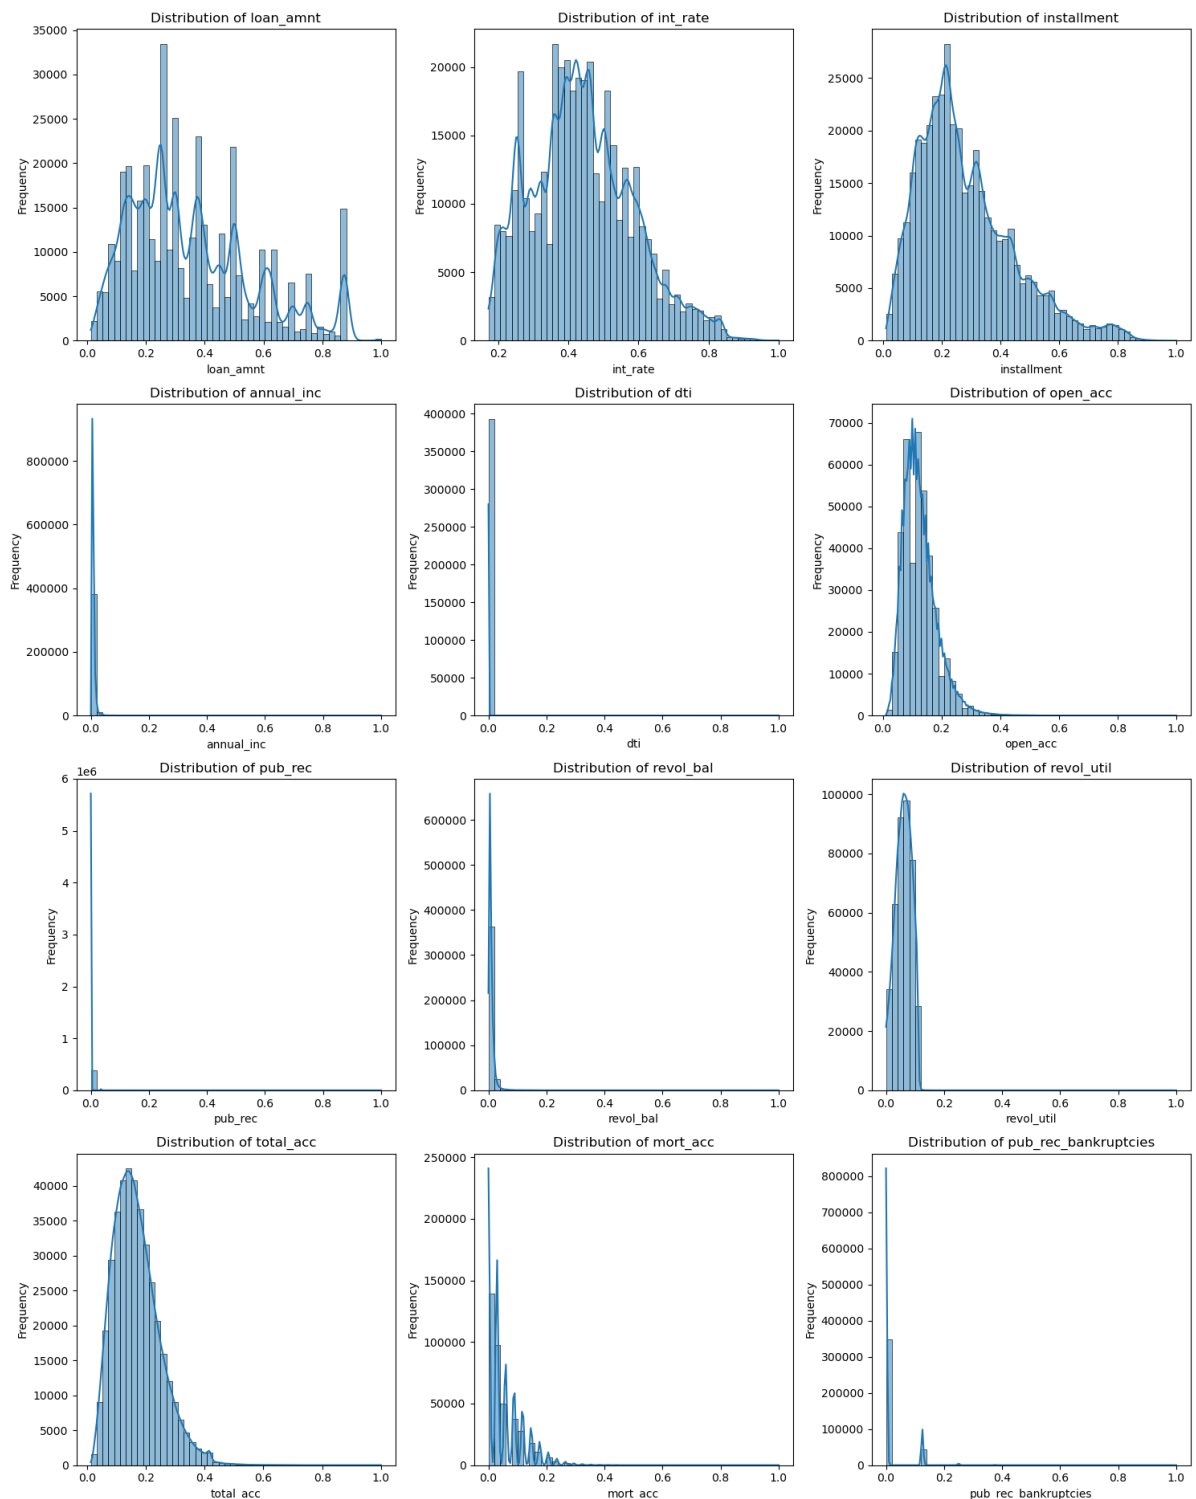 Distribution of loan_amnt
Frequency
35000
30000
25000
20000
15000
10000
5000
0
0.0 0.2 0.4 0.6 0.8 1.0
loan_amnt
Distribution of int_rate
Frequency
20000
15000
10000
5000
0
0.2 0.4 0.6 0.8 1.0
int_rate
Distribution of installment
Frequency
25000
20000
15000
10000
5000
0
0.0 0.2 0.4 0.6 0.8 1.0
installment
Distribution of annual_inc
Frequency
800000
600000
400000
200000
0
0.0 0.2 0.4 0.6 0.8 1.0
annual_inc
Distribution of dti
Frequency
400000
350000
300000
250000
200000
150000
100000
50000
0
0.0 0.2 0.4 0.6 0.8 1.0
dti
Distribution of open_acc
Frequency
70000
60000
50000
40000
30000
20000
10000
0
0.0 0.2 0.4 0.6 0.8 1.0
open_acc
Distribution of pub_rec
1e6
Frequency
6
5
4
3
2
1
0
0.0 0.2 0.4 0.6 0.8 1.0
pub_rec
Distribution of revol_bal
Frequency
600000
500000
400000
300000
200000
100000
0
0.0 0.2 0.4 0.6 0.8 1.0
revol_bal
Distribution of revol_util
Frequency
100000
80000
60000
40000
20000
0
0.0 0.2 0.4 0.6 0.8 1.0
revol_util
Distribution of total_acc
Frequency
40000
35000
30000
25000
20000
15000
10000
5000
0
0.0 0.2 0.4 0.6 0.8 1.0
total_acc
Distribution of mort_acc
Frequency
250000
200000
150000
100000
50000
0
0.0 0.2 0.4 0.6 0.8 1.0
mort_acc
Distribution of pub_rec_bankruptcies
Frequency
800000
700000
600000
500000
400000
300000
200000
100000
0
0.0 0.2 0.4 0.6 0.8 1.0
pub_rec_bankruptcies